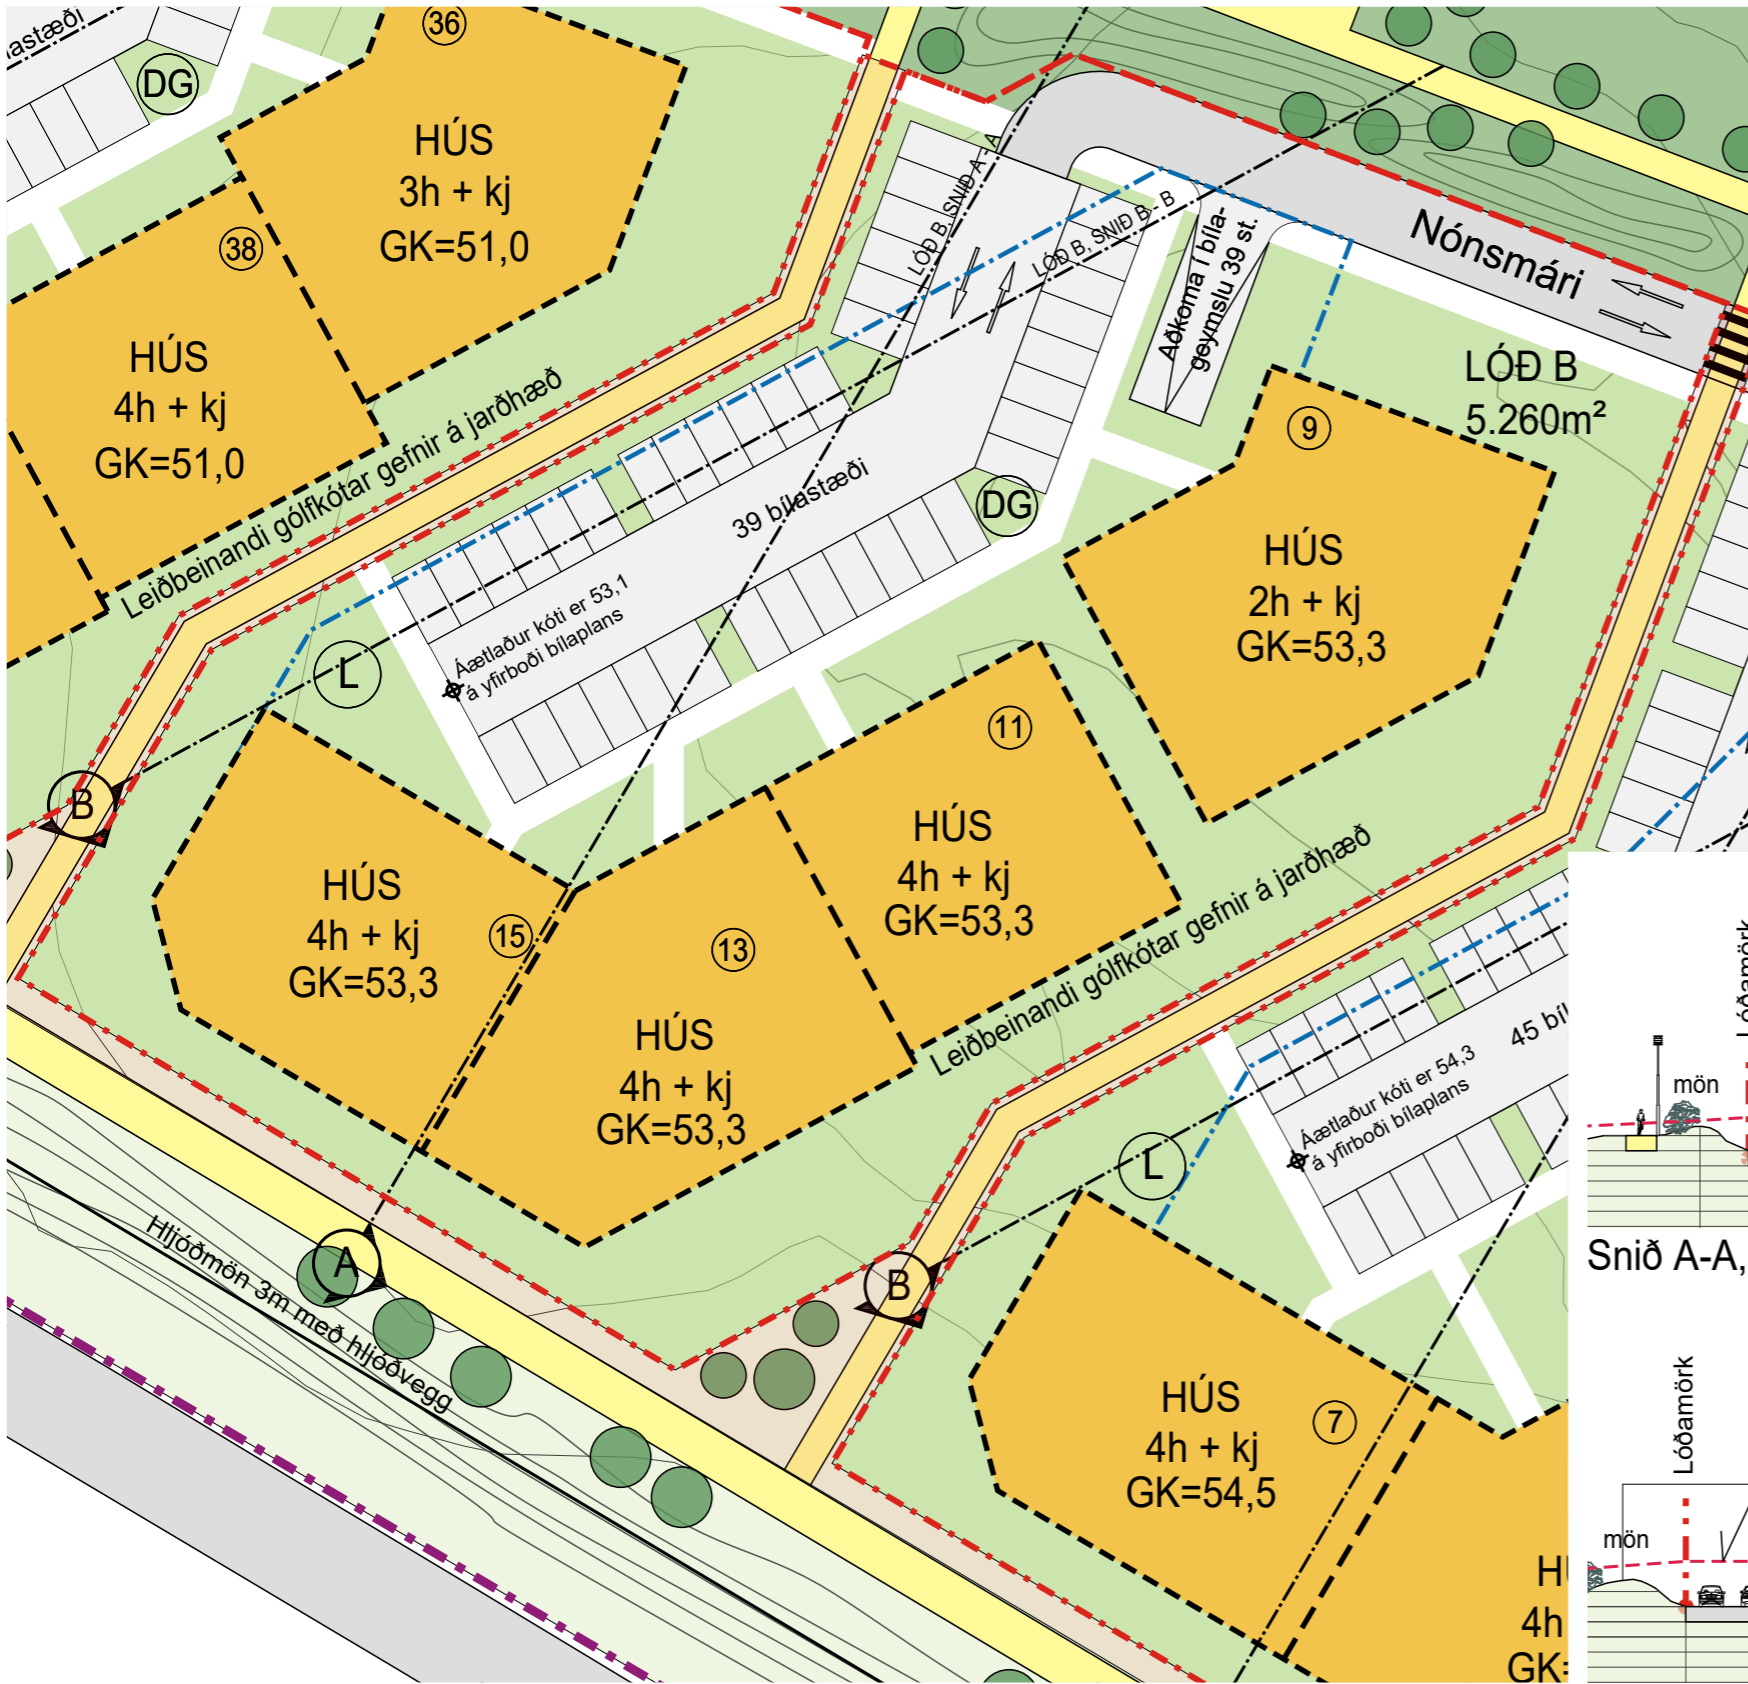 lastæði
DG
36
HÚS
3h + kj
GK=51,0
38
HÚS
4h + kj
GK=51,0
Leiðbeinandi gólfkótar gefnir á jarðhæð
LÓÐ B, SNIÐ A - A
LÓÐ B, SNIÐ B - B
Aðkoma í bíla-
geymslu 39 st.
Nónsmári
LÓÐ B
5.260m²
9
HÚS
2h + kj
GK=53,3
39 bílastæði
DG
Áætlaður kóti er 53,1
á yfirboði bílaplans
L
B
11
HÚS
4h + kj
GK=53,3
15
HÚS
4h + kj
GK=53,3
13
HÚS
4h + kj
GK=53,3
Leiðbeinandi gólfkótar gefnir á jarðhæð
45 bíl
Áætlaður kóti er 54,3
á yfirboði bílaplans
L
B
A
Hljóðmön 3m með hljóðvegg
7
HÚS
4h + kj
GK=54,5
4h
GK=
Lóðamörk
mön
Snið A-A,
Lóðamörk
mön